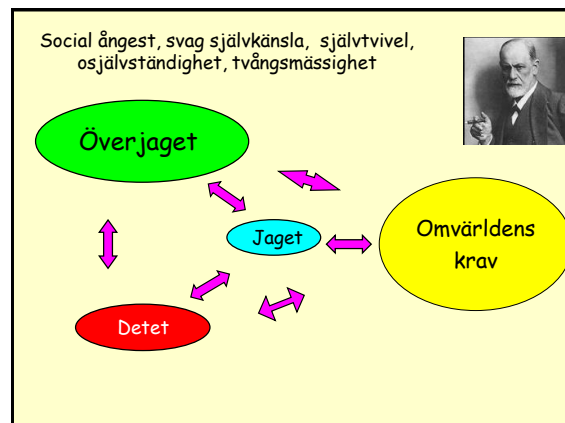 Social ångest, svag självkänsla,  självtvivel,
osjälvständighet, tvångsmässighet
Överjaget
Jaget
Omvärldens
krav
Detet